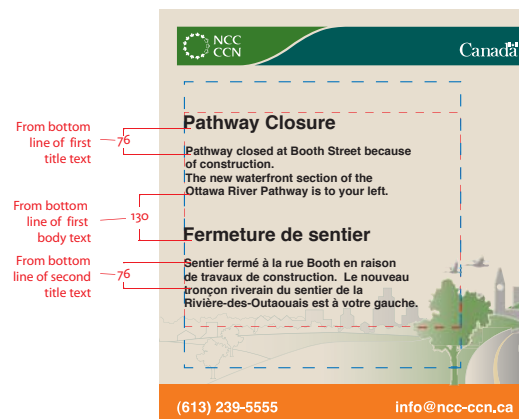 NCC
CCN
Canada
From bottom
line of first
title text
76
Pathway Closure
Pathway closed at Booth Street because
of construction.
The new waterfront section of the
Ottawa River Pathway is to your left.
From bottom
line of first
body text
130
Fermeture de sentier
From bottom
line of second
title text
76
Sentier fermé à la rue Booth en raison
de travaux de construction. Le nouveau
tronçon riverain du sentier de la
Rivière-des-Outaouais est à votre gauche.
(613) 239-5555
info@ncc-ccn.ca